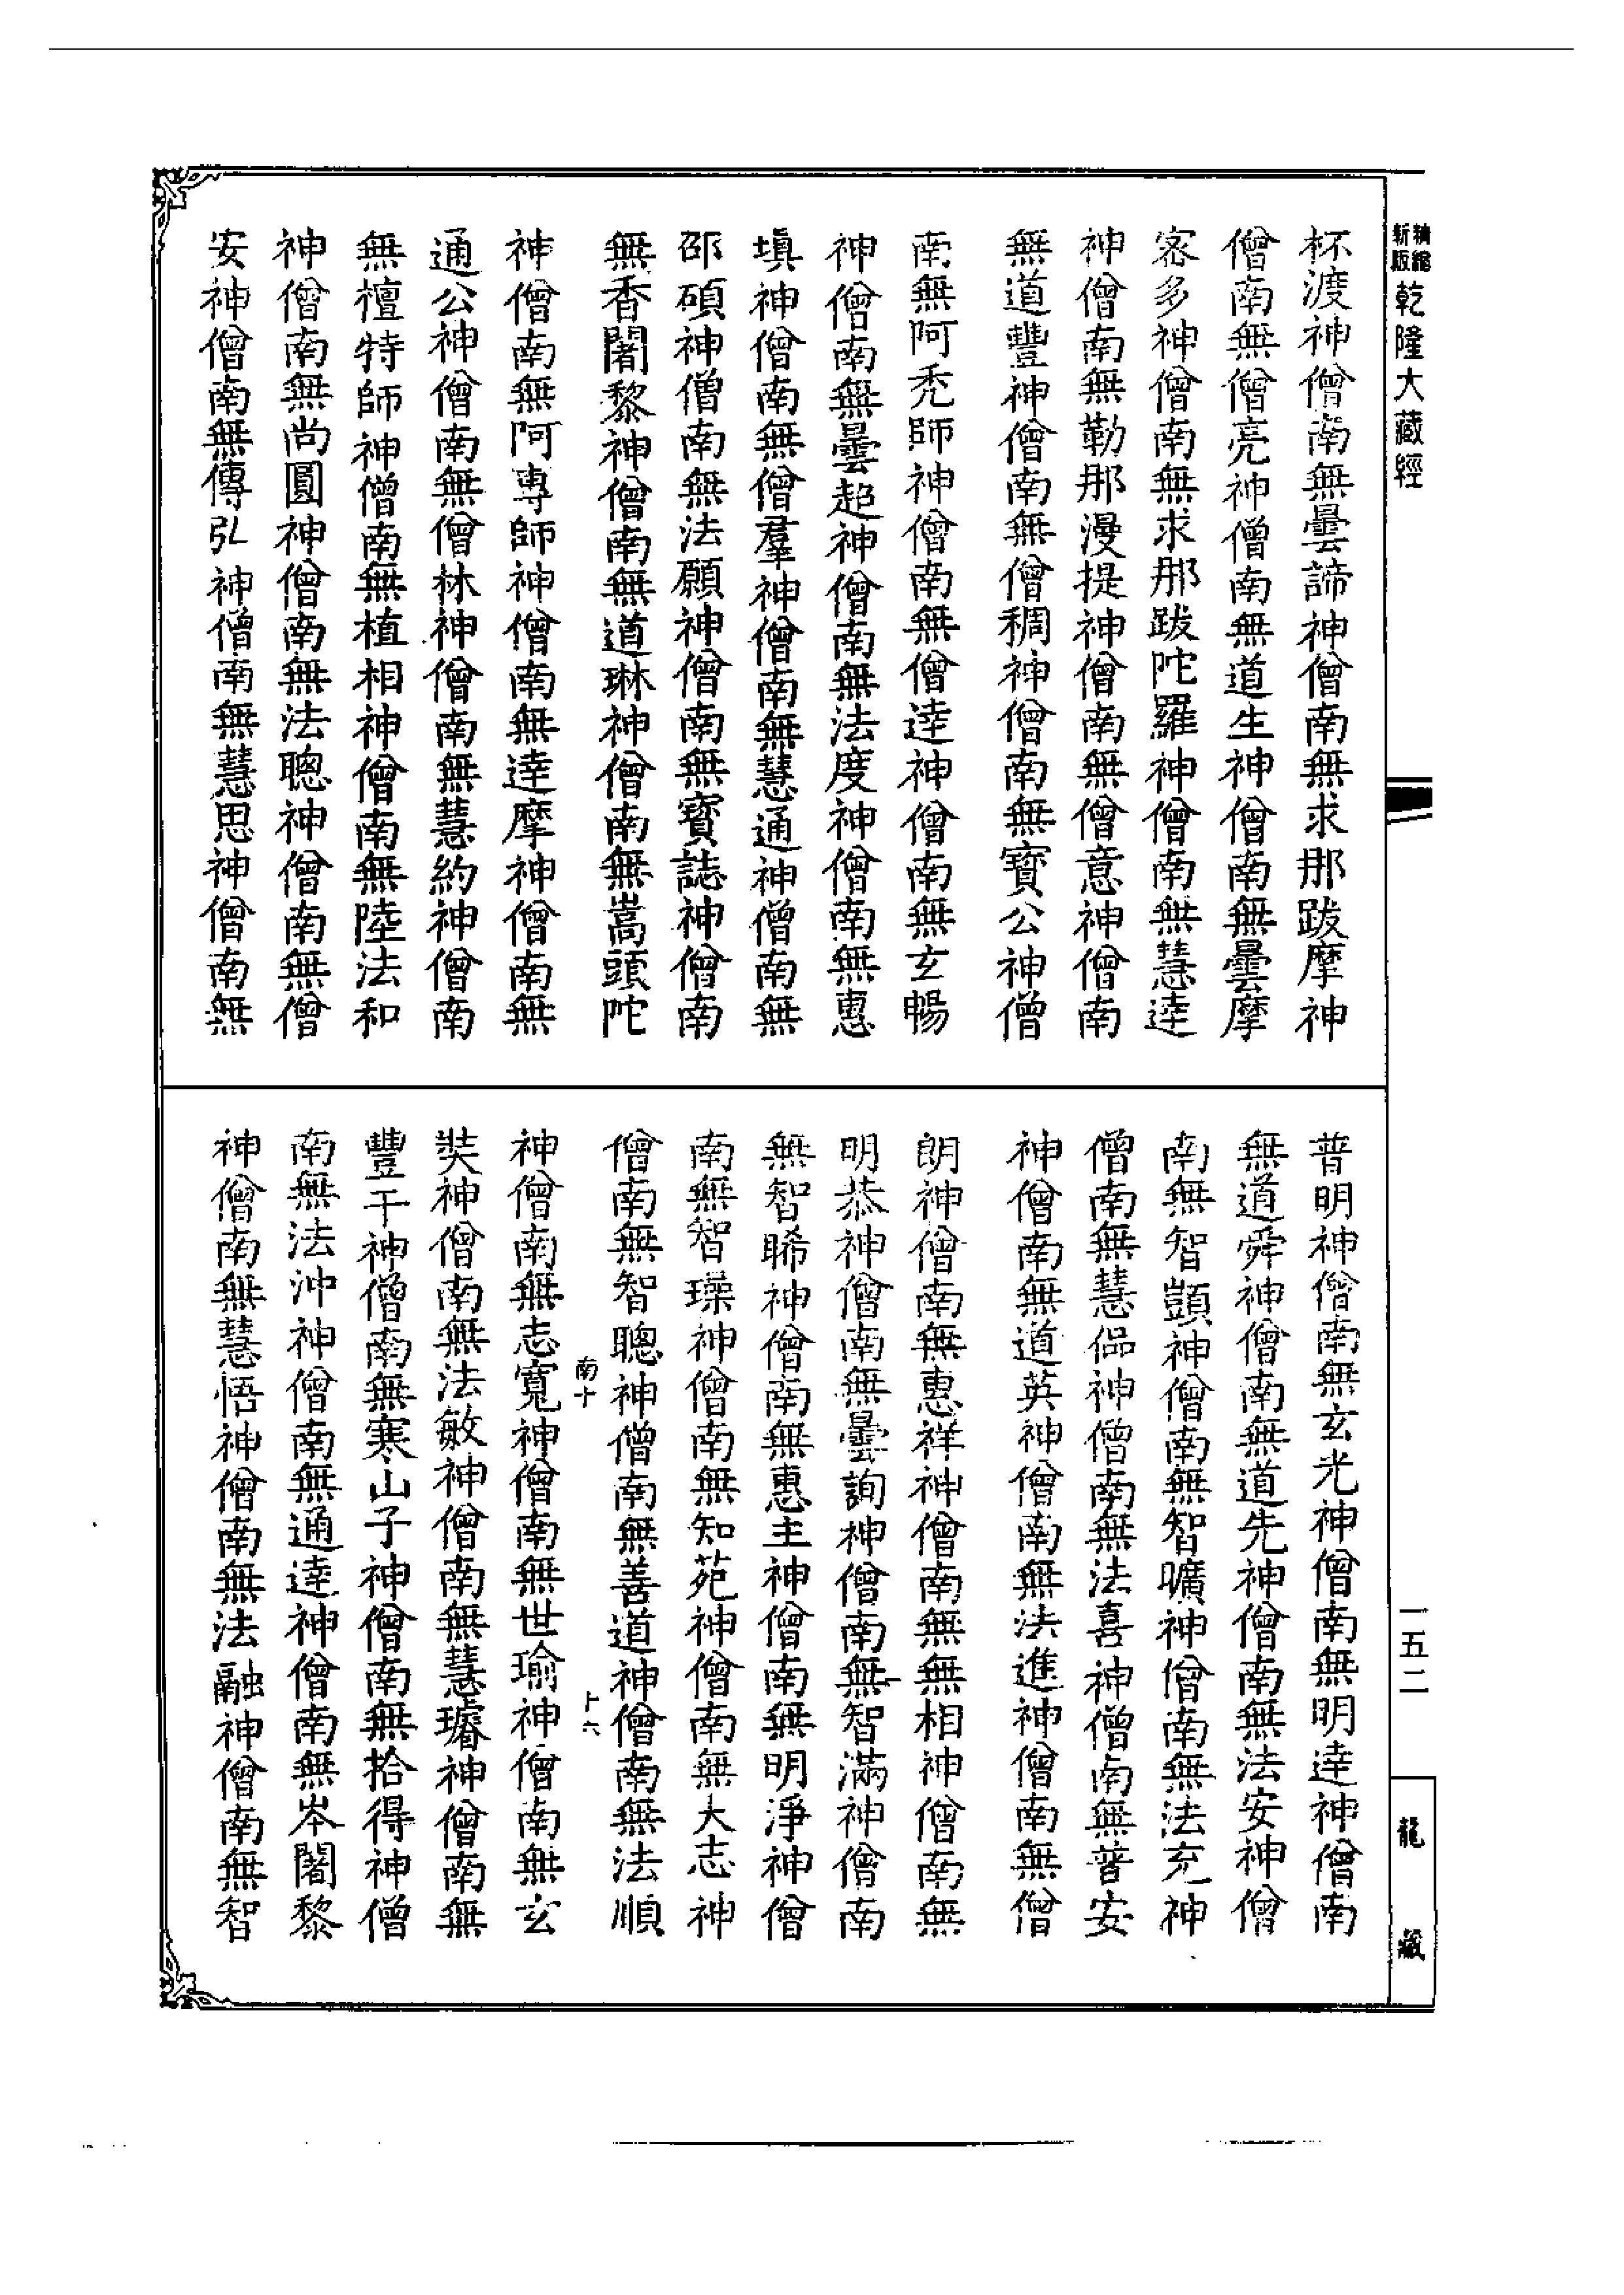 精縮新版乾隆大藏經
杯渡神僧南無曇諦神僧南無求那跋摩神
僧南無僧亮神僧南無道生神僧南無曇摩
密多神僧南無求那跋陀羅神僧南無慧達
神僧南無勒那漫提神僧南無僧意神僧南
無道豐神僧南無僧稠神僧南無寶公神僧
南無阿禿師神僧南無僧達神僧南無玄暢
神僧南無曇超神僧南無法度神僧南無惠
塡神僧南無僧羣神僧南無慧通神僧南無
邵碩神僧南無法願神僧南無寶誌神僧南
無香闍黎神僧南無道琳神僧南無嵩頭陀
神僧南無阿專師神僧南無達摩神僧南無
通公神僧南無僧林神僧南無慧約神僧南
無檀特師神僧南無植相神僧南無陸法和
神僧南無尚圓神僧南無法聰神僧南無僧
安神僧南無傳弘神僧南無慧思神僧南無
普明神僧南無玄光神僧南無明達神僧南
無道舜神僧南無道先神僧南無法安神僧
南無智顗神僧南無智曠神僧南無法充神
僧南無慧偘神僧南無法喜神僧南無普安
神僧南無道英神僧南無法進神僧南無僧
朗神僧南無惠祥神僧南無無相神僧南無
明恭神僧南無曇詢神僧南無智滿神僧南
無智晞神僧南無惠主神僧南無明淨神僧
南無智璪神僧南無知苑神僧南無大志神
僧南無智聰神僧南無善道神僧南無法順
南十
上六
神僧南無志寬神僧南無世瑜神僧南無玄
奘神僧南無法敏神僧南無慧璿神僧南無
豐干神僧南無寒山子神僧南無拾得神僧
南無法沖神僧南無通達神僧南無岑闍黎
神僧南無慧悟神僧南無法融神僧南無智
一五二
龍藏